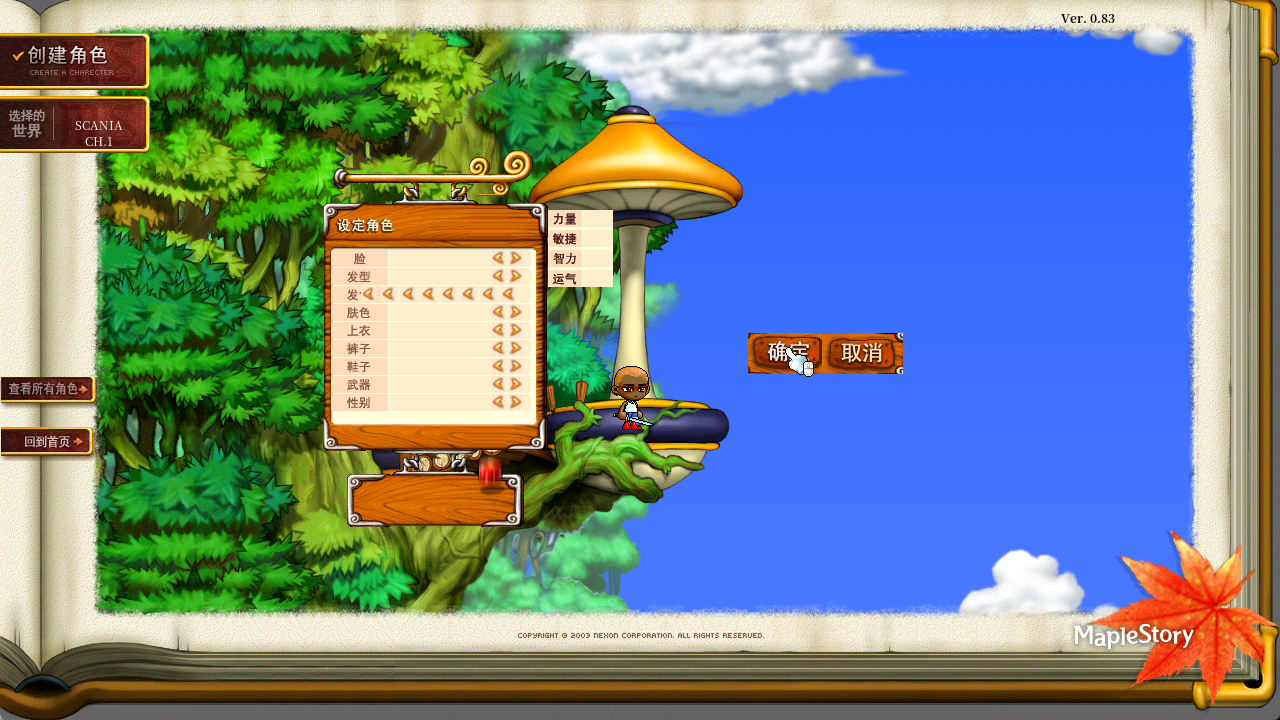 Ver. 0.83
创建角色
CREATE A CHARECTER
选择的
世界
SCANIA
CH.1
设定角色
力量
敏捷
智力
运气
脸
发型
发
肤色
上衣
裤子
鞋子
武器
性别
确定
取消
查看所有角色
回到首页
COPYRIGHT @ 2003 NEXON CORPORATION. ALL RIGHTS RESERVED.
MapleStory